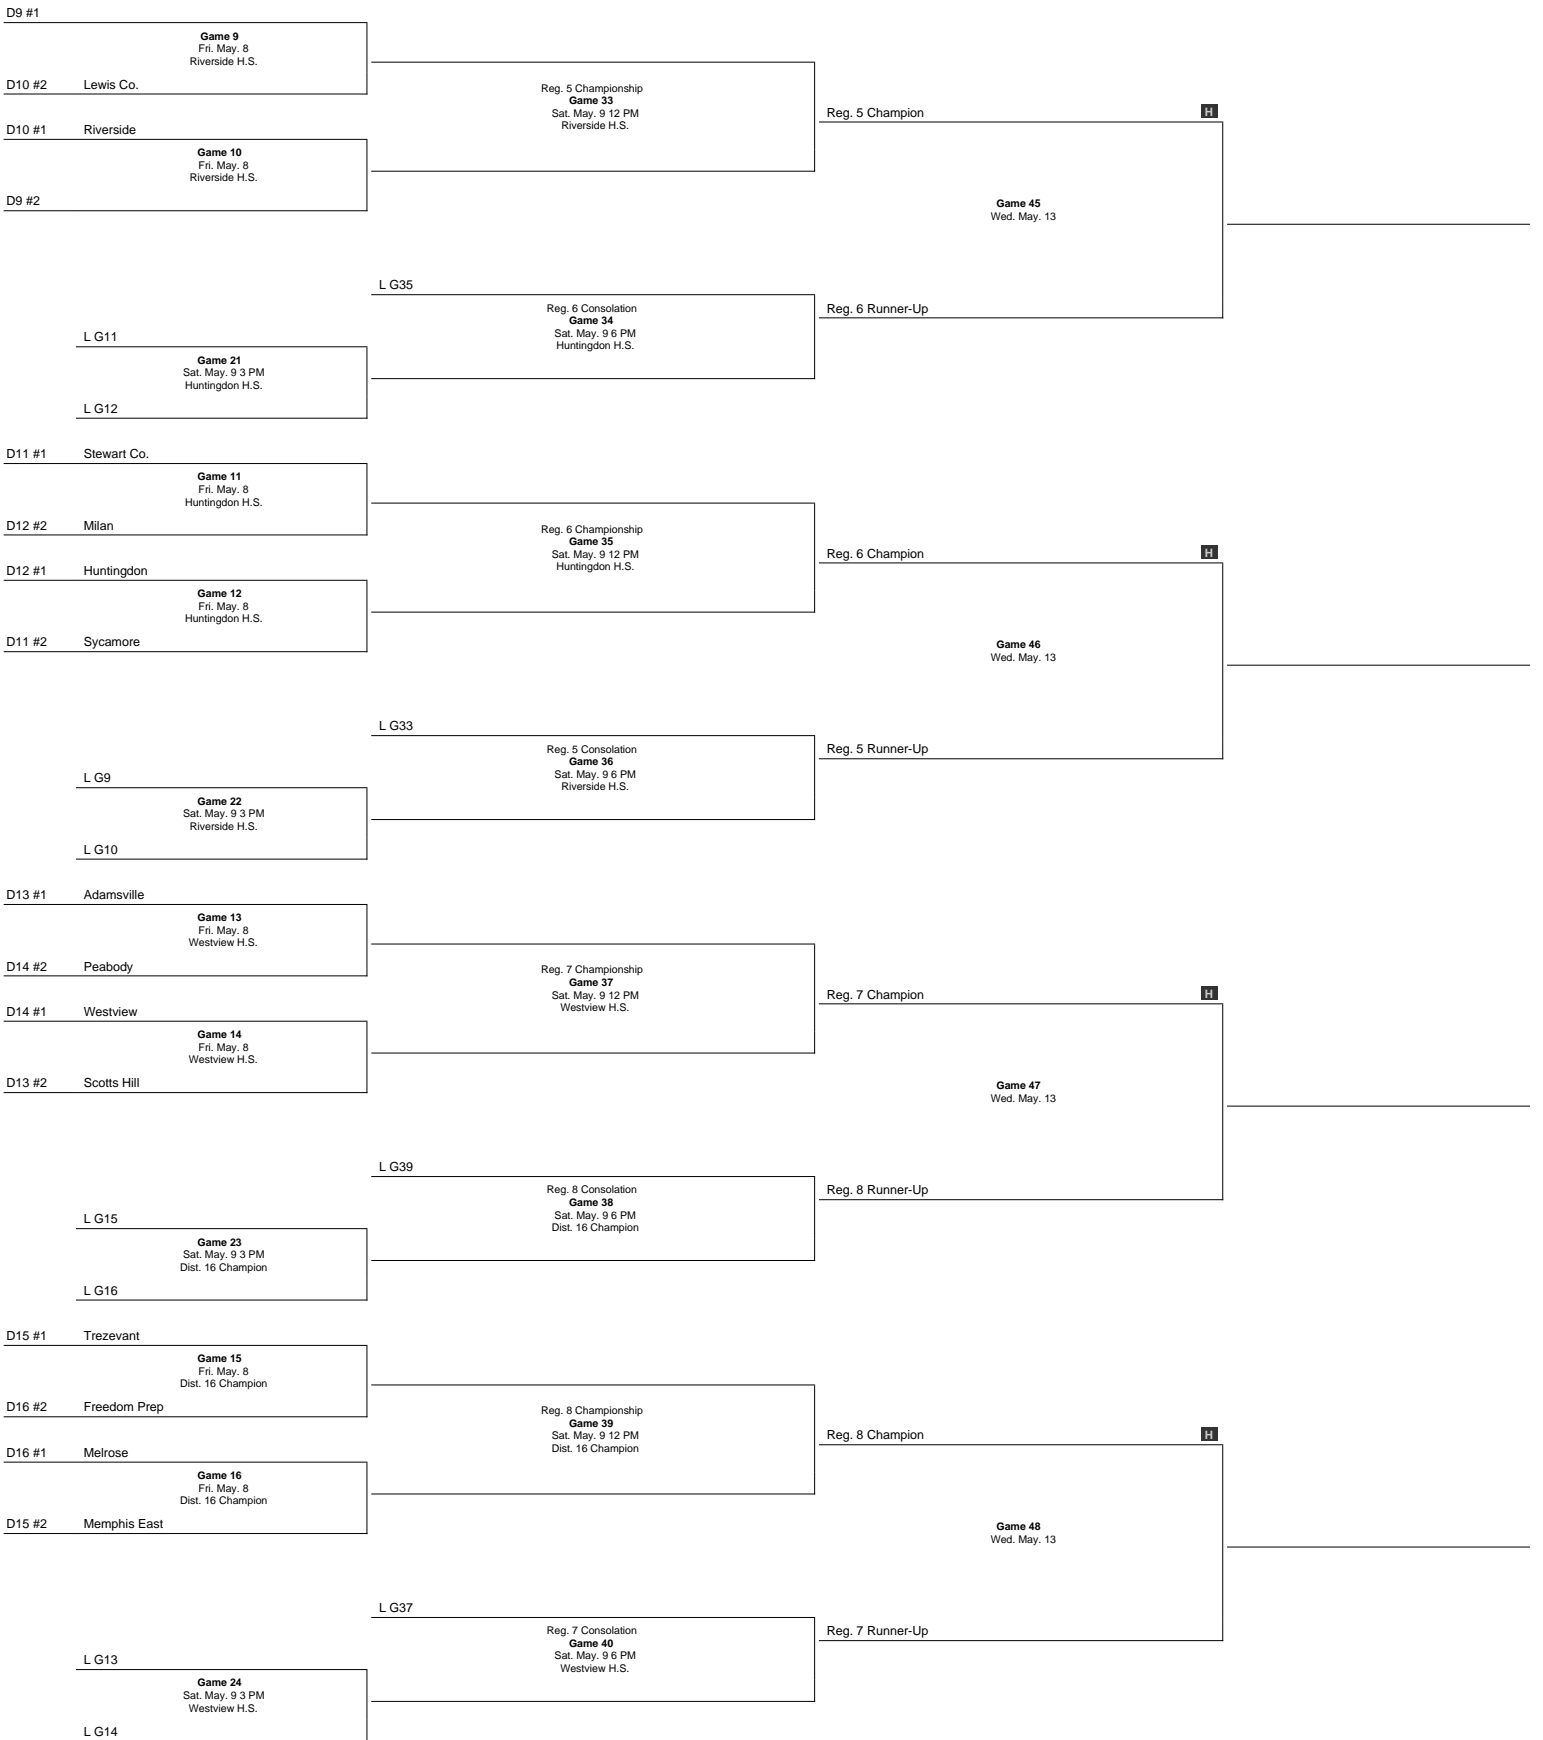 D9 #1
Game 9
Fri. May. 8
Riverside H.S.
D10 #2 Lewis Co.
Reg. 5 Championship
Game 33
Sat. May. 9 12 PM
Riverside H.S.
Reg. 5 Champion H
D10 #1 Riverside
Game 10
Fri. May. 8
Riverside H.S.
D9 #2
Game 45
Wed. May. 13
L G35
Reg. 6 Consolation
Game 34
Sat. May. 9 6 PM
Huntingdon H.S.
Reg. 6 Runner-Up
L G11
Game 21
Sat. May. 9 3 PM
Huntingdon H.S.
L G12
D11 #1 Stewart Co.
Game 11
Fri. May. 8
Huntingdon H.S.
D12 #2 Milan
Reg. 6 Championship
Game 35
Sat. May. 9 12 PM
Huntingdon H.S.
Reg. 6 Champion H
D12 #1 Huntingdon
Game 12
Fri. May. 8
Huntingdon H.S.
D11 #2 Sycamore
Game 46
Wed. May. 13
L G33
Reg. 5 Consolation
Game 36
Sat. May. 9 6 PM
Riverside H.S.
Reg. 5 Runner-Up
L G9
Game 22
Sat. May. 9 3 PM
Riverside H.S.
L G10
D13 #1 Adamsville
Game 13
Fri. May. 8
Westview H.S.
D14 #2 Peabody
Reg. 7 Championship
Game 37
Sat. May. 9 12 PM
Westview H.S.
Reg. 7 Champion H
D14 #1 Westview
Game 14
Fri. May. 8
Westview H.S.
D13 #2 Scotts Hill
Game 47
Wed. May. 13
L G39
Reg. 8 Consolation
Game 38
Sat. May. 9 6 PM
Dist. 16 Champion
Reg. 8 Runner-Up
L G15
Game 23
Sat. May. 9 3 PM
Dist. 16 Champion
L G16
D15 #1 Trezevant
Game 15
Fri. May. 8
Dist. 16 Champion
D16 #2 Freedom Prep
Reg. 8 Championship
Game 39
Sat. May. 9 12 PM
Dist. 16 Champion
Reg. 8 Champion H
D16 #1 Melrose
Game 16
Fri. May. 8
Dist. 16 Champion
D15 #2 Memphis East
Game 48
Wed. May. 13
L G37
Reg. 7 Consolation
Game 40
Sat. May. 9 6 PM
Westview H.S.
Reg. 7 Runner-Up
L G13
Game 24
Sat. May. 9 3 PM
Westview H.S.
L G14